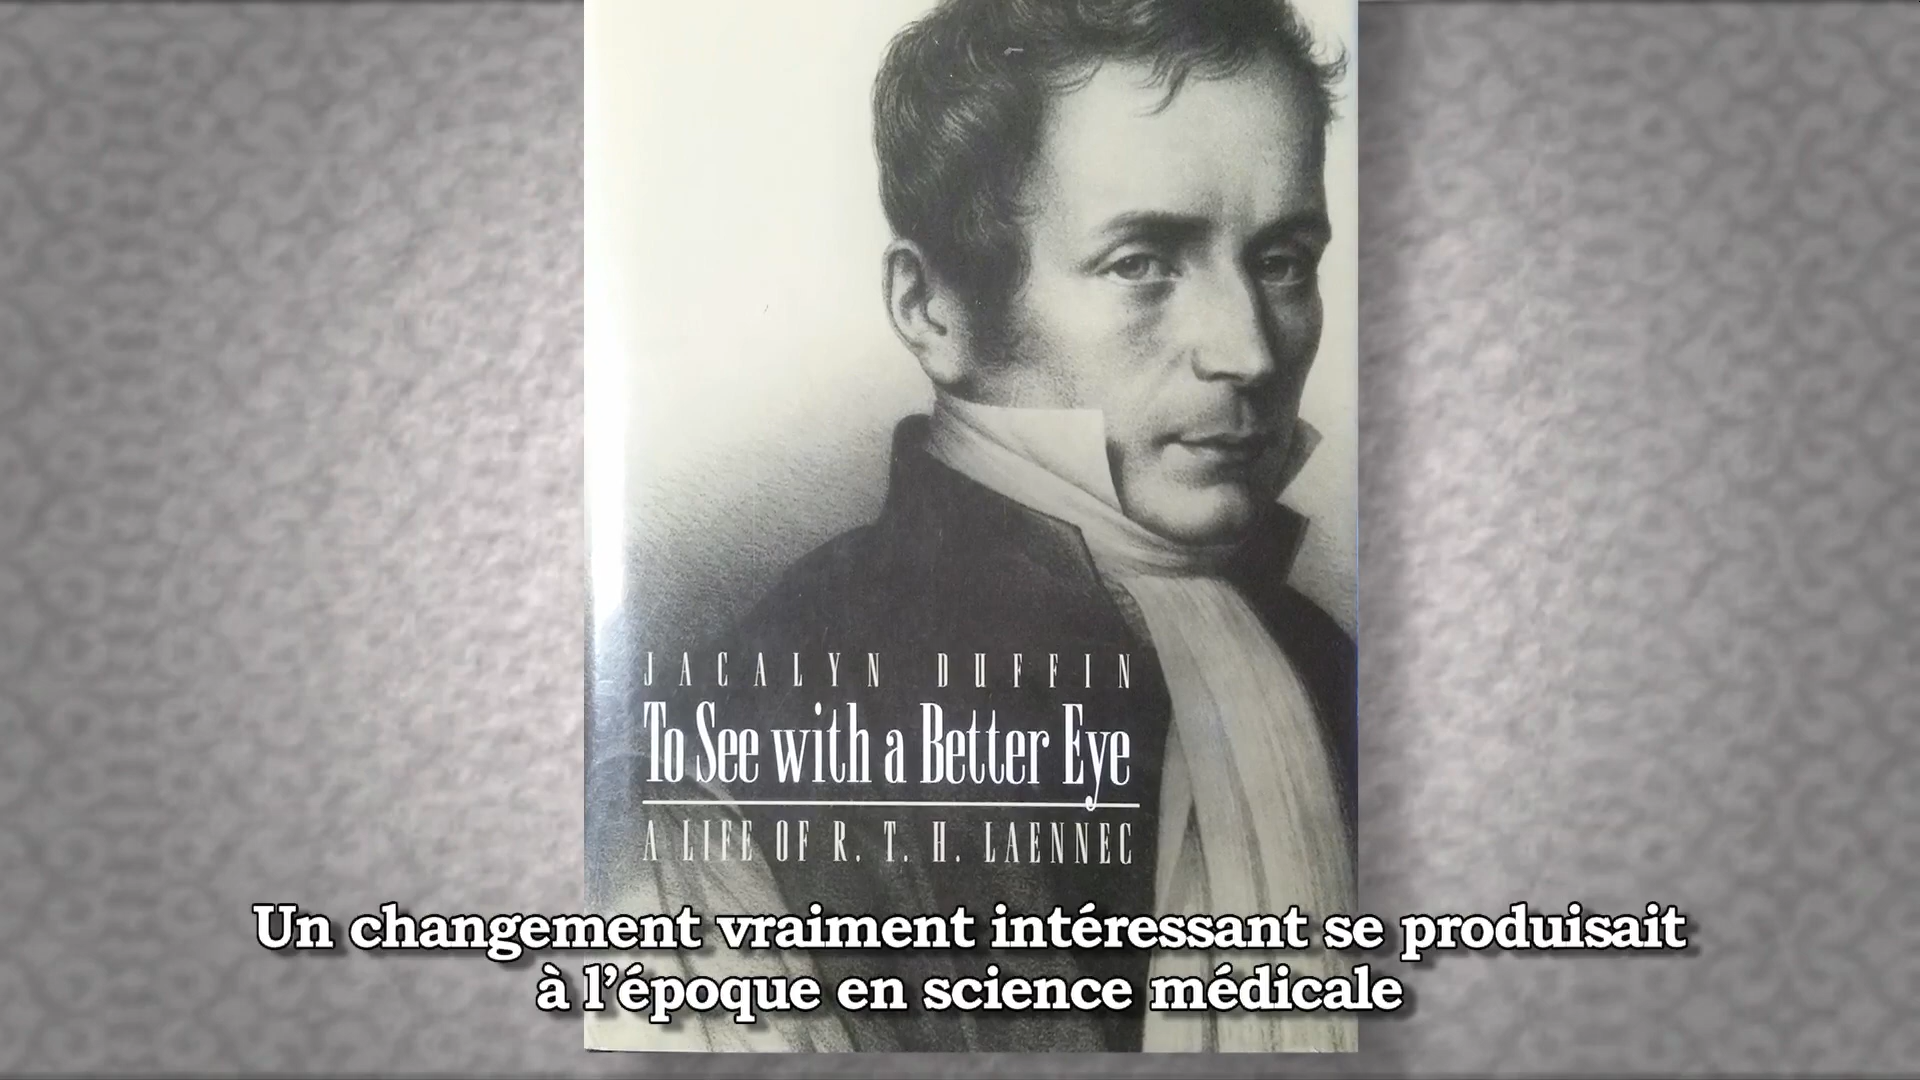 JACALYN DUFFIN
To See with a Better Eye
A LIFE OF R. T. H. LAENNEC
Un changement vraiment intéressant se produisait
à l'époque en science médicale